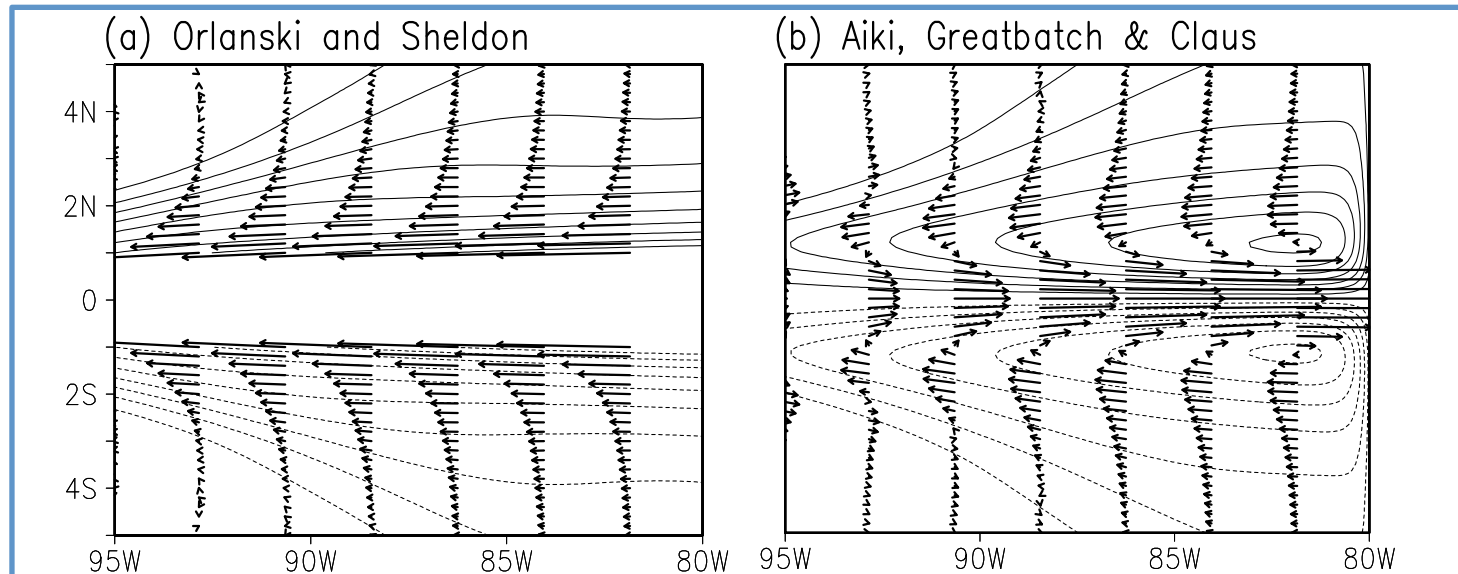 (a) Orlanski and Sheldon
(b) Aiki, Greatbatch & Claus
4N
2N
0
2S
4S
95W 90W 85W 80W
95W 90W 85W 80W